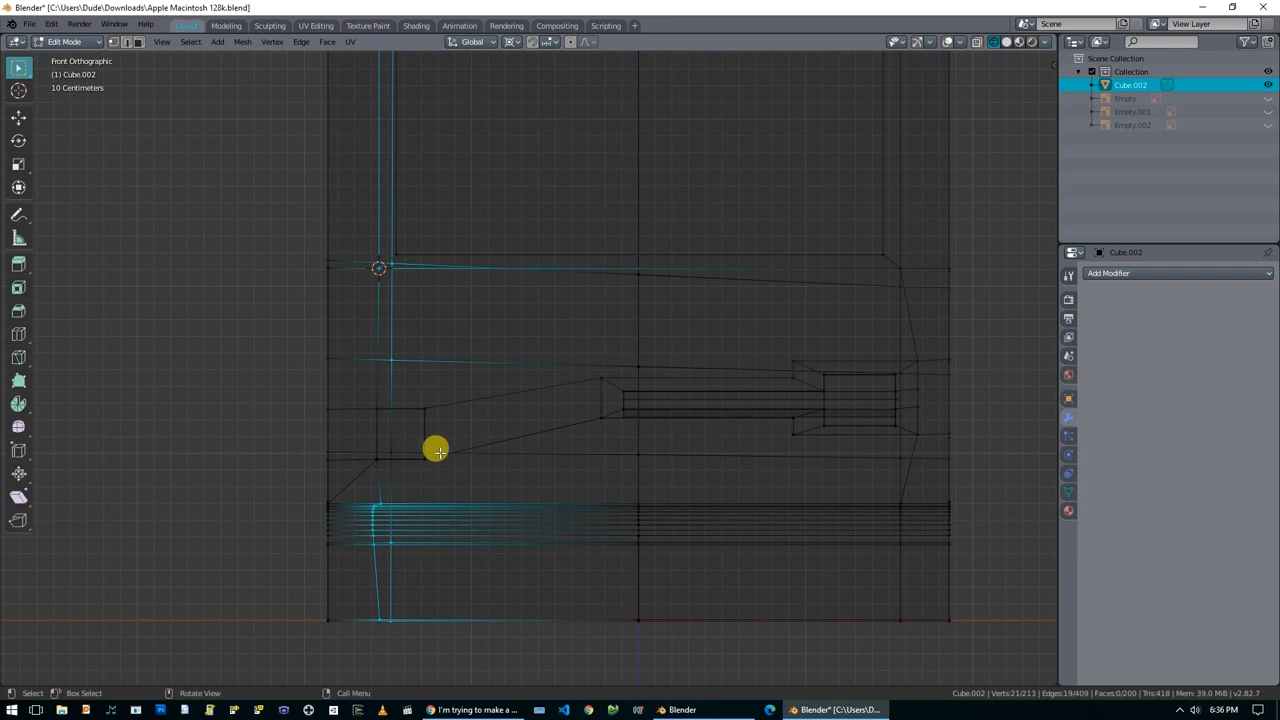 Blender* [C:\Users\Dude\Downloads\Apple Macintosh 128k.blend]
File Edit Render Window Help Layout Modeling Sculpting UV Editing Texture Paint Shading Animation Rendering Compositing Scripting + Scene View Layer
Edit Mode View Select Add Mesh Vertex Edge Face UV Global
Front Orthographic
(1) Cube.002
10 Centimeters
Scene Collection
Collection
Cube.002
Empty
Empty.001
Empty.002
Cube.002
Add Modifier
Select Box Select Rotate View Call Menu Cube.002 | Verts:21/213 | Edges:19/409 | Faces:0/200 | Tris:418 | Mem: 39.0 MiB | v2.82.7
I'm trying to make a ... Blender Blender* [C:\Users\D... 6:36 PM